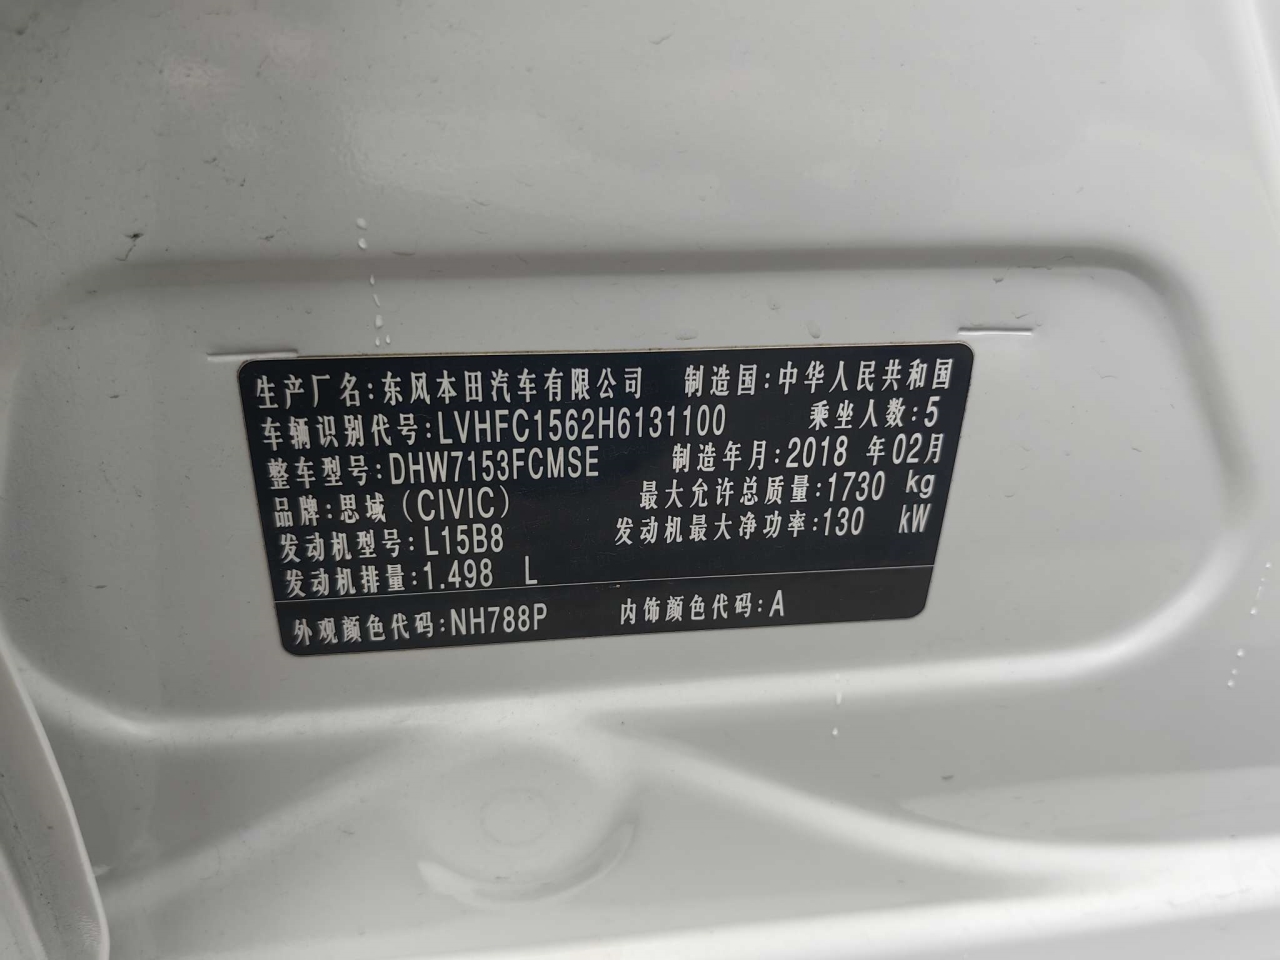 生产厂名:东风本田汽车有限公司 制造国:中华人民共和国
车辆识别代号:LVHFC1562H6131100 乘坐人数:5
整车型号:DHW7153FCMSE 制造年月:2018 年02月
品牌:思域(CIVIC) 最大允许总质量:1730 kg
发动机型号:L15B8 发动机最大净功率:130 kW
发动机排量:1.498 L
外观颜色代码:NH788P 内饰颜色代码:A